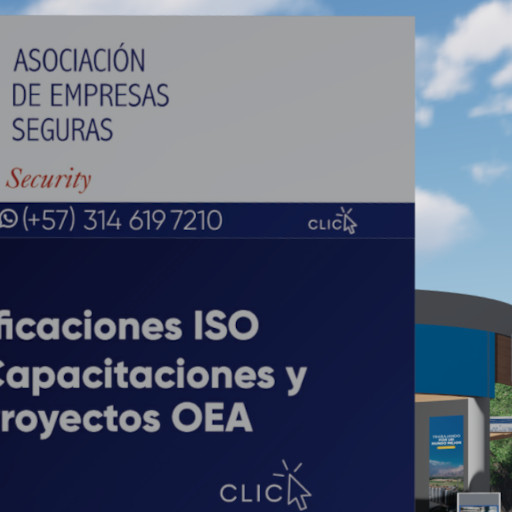 ASOCIACIÓN
DE EMPRESAS
SEGURAS
Security
(+57) 314 619 7210
CLIC
ficaciones ISO
Capacitaciones y
royectos OEA
CLIC